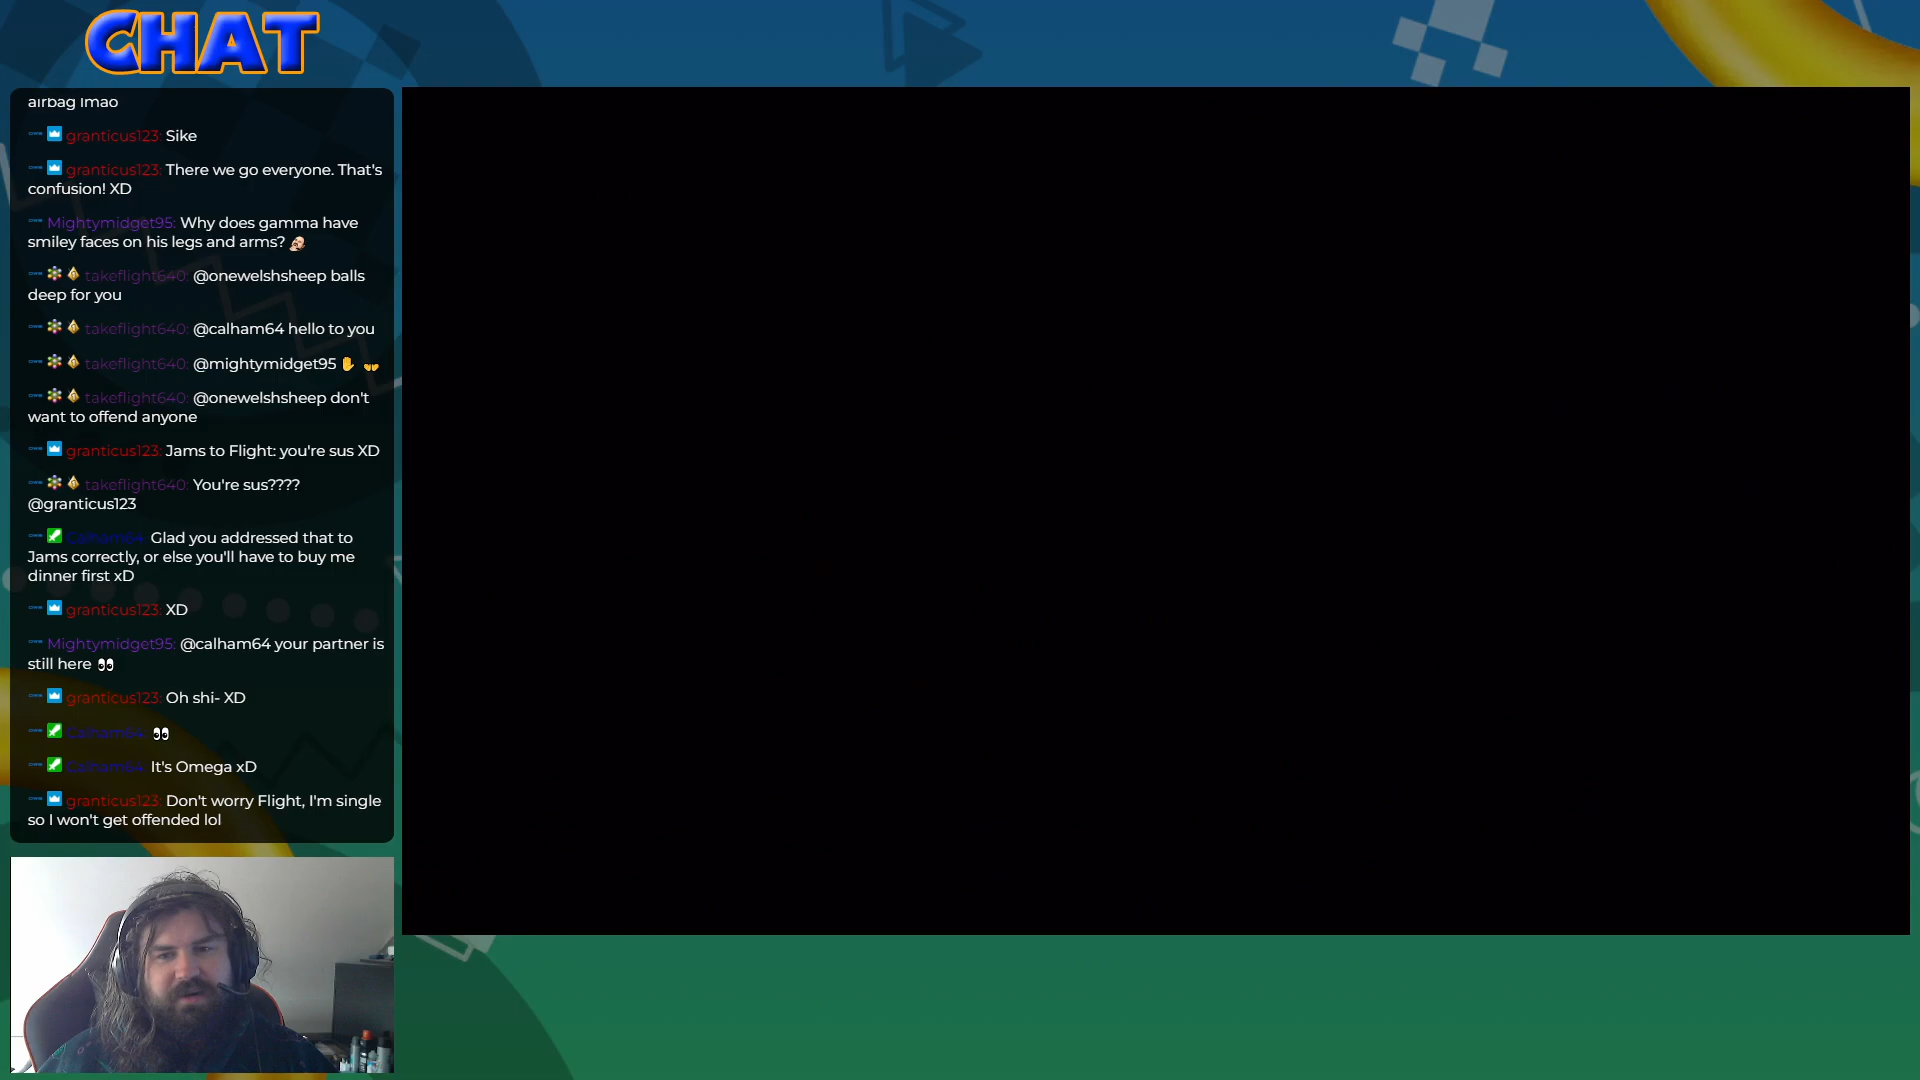 CHAT
airbag lmao
granticus123: Sike
granticus123: There we go everyone. That's
confusion! XD
Mightymidget95: Why does gamma have
smiley faces on his legs and arms?
takeflight640: @onewelshsheep balls
deep for you
takeflight640: @calham64 hello to you
takeflight640: @mightymidget95
takeflight640: @onewelshsheep don't
want to offend anyone
granticus123: Jams to Flight: you're sus XD
takeflight640: You're sus????
@granticus123
Calham64: Glad you addressed that to
Jams correctly, or else you'll have to buy me
dinner first xD
granticus123: XD
Mightymidget95: @calham64 your partner is
still here
granticus123: Oh shi- XD
Calham64:
Calham64: It's Omega xD
granticus123: Don't worry Flight, I'm single
so I won't get offended lol